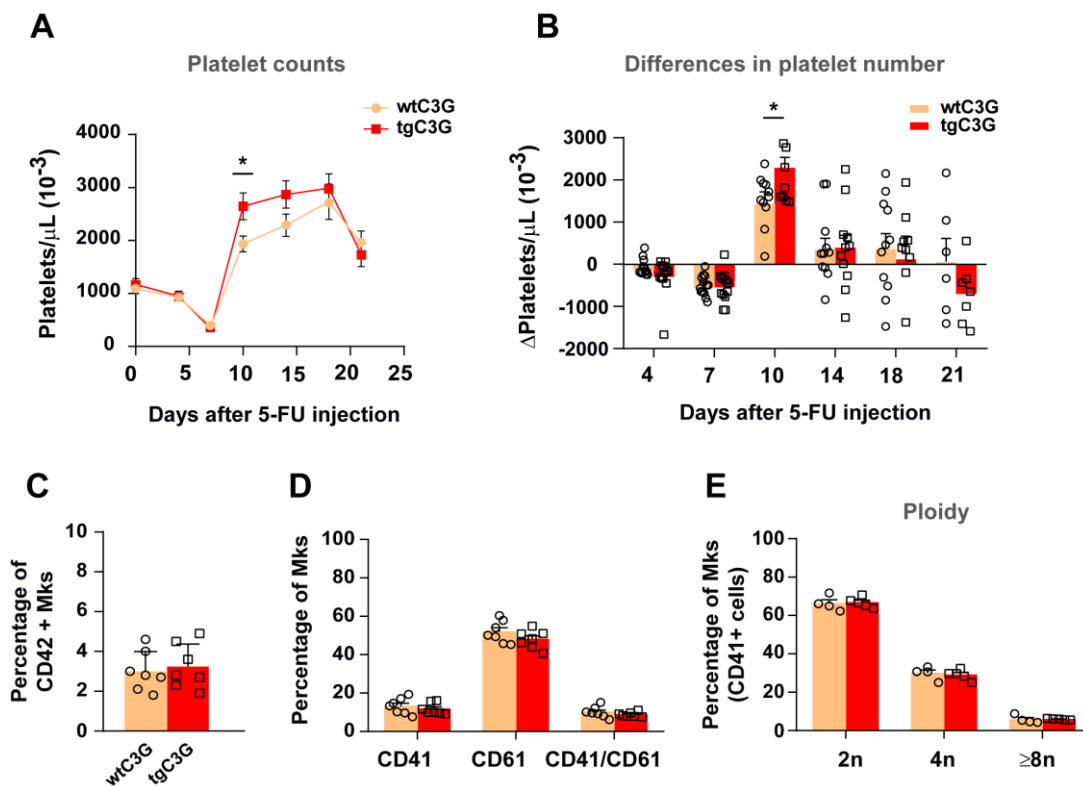 A
Platelet counts
wtC3G
tgC3G
Platelets/μL (10⁻³)
4000
3000
2000
1000
0
*
0 5 10 15 20 25
Days after 5-FU injection
B
Differences in platelet number
wtC3G
tgC3G
ΔPlatelets/μL (10⁻³)
3000
2000
1000
0
-1000
-2000
*
4 7 10 14 18 21
Days after 5-FU injection
C
Percentage of
CD42 + Mks
10
8
6
4
2
0
wtC3G
tgC3G
D
Percentage of Mks
100
80
60
40
20
0
CD41 CD61 CD41/CD61
E
Ploidy
Percentage of Mks
(CD41+ cells)
100
80
60
40
20
0
2n 4n ≥8n